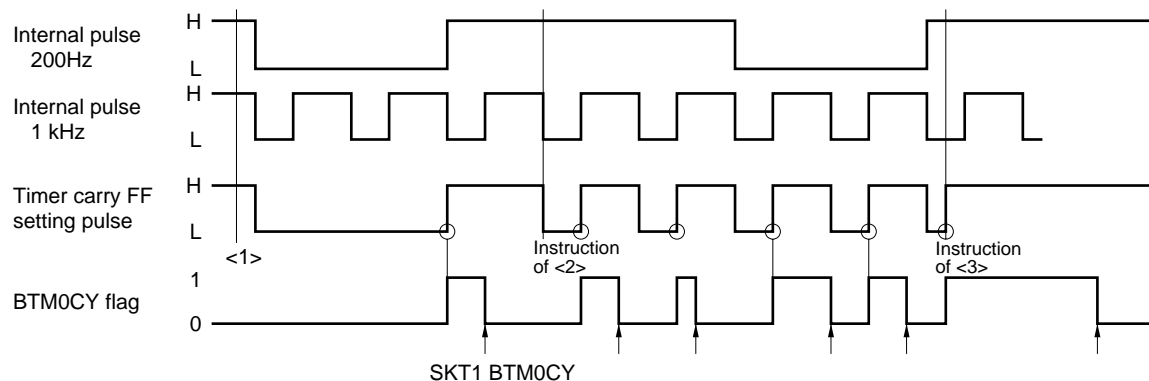 Internal pulse
200Hz
H
L
Internal pulse
1 kHz
H
L
Timer carry FF
setting pulse
H
L
<1>
Instruction
of <2>
Instruction
of <3>
BTM0CY flag
1
0
SKT1 BTM0CY